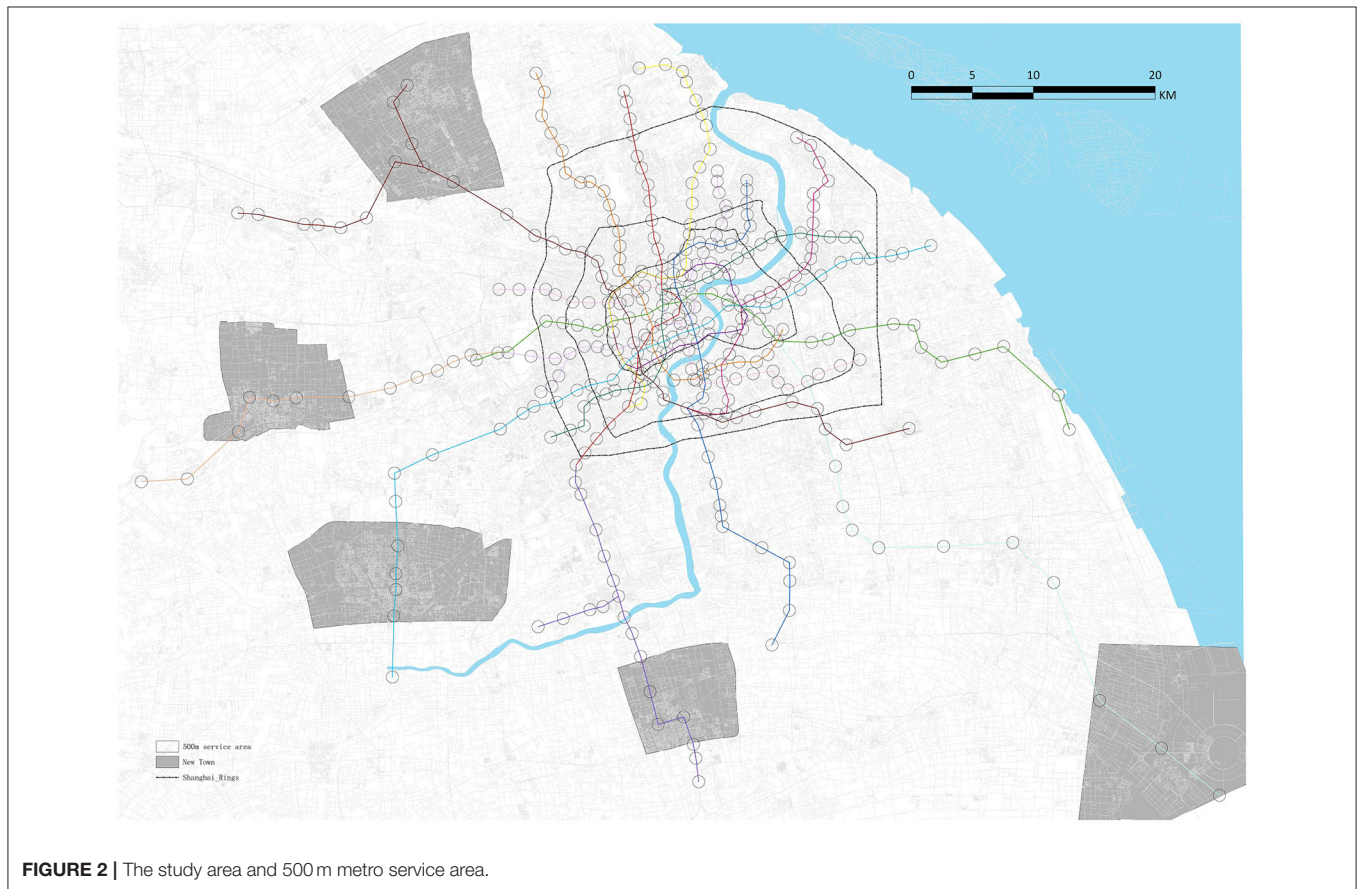 0 5 10 20
KM
500m service area
New Town
Shanghai_Rings
FIGURE 2 | The study area and 500 m metro service area.